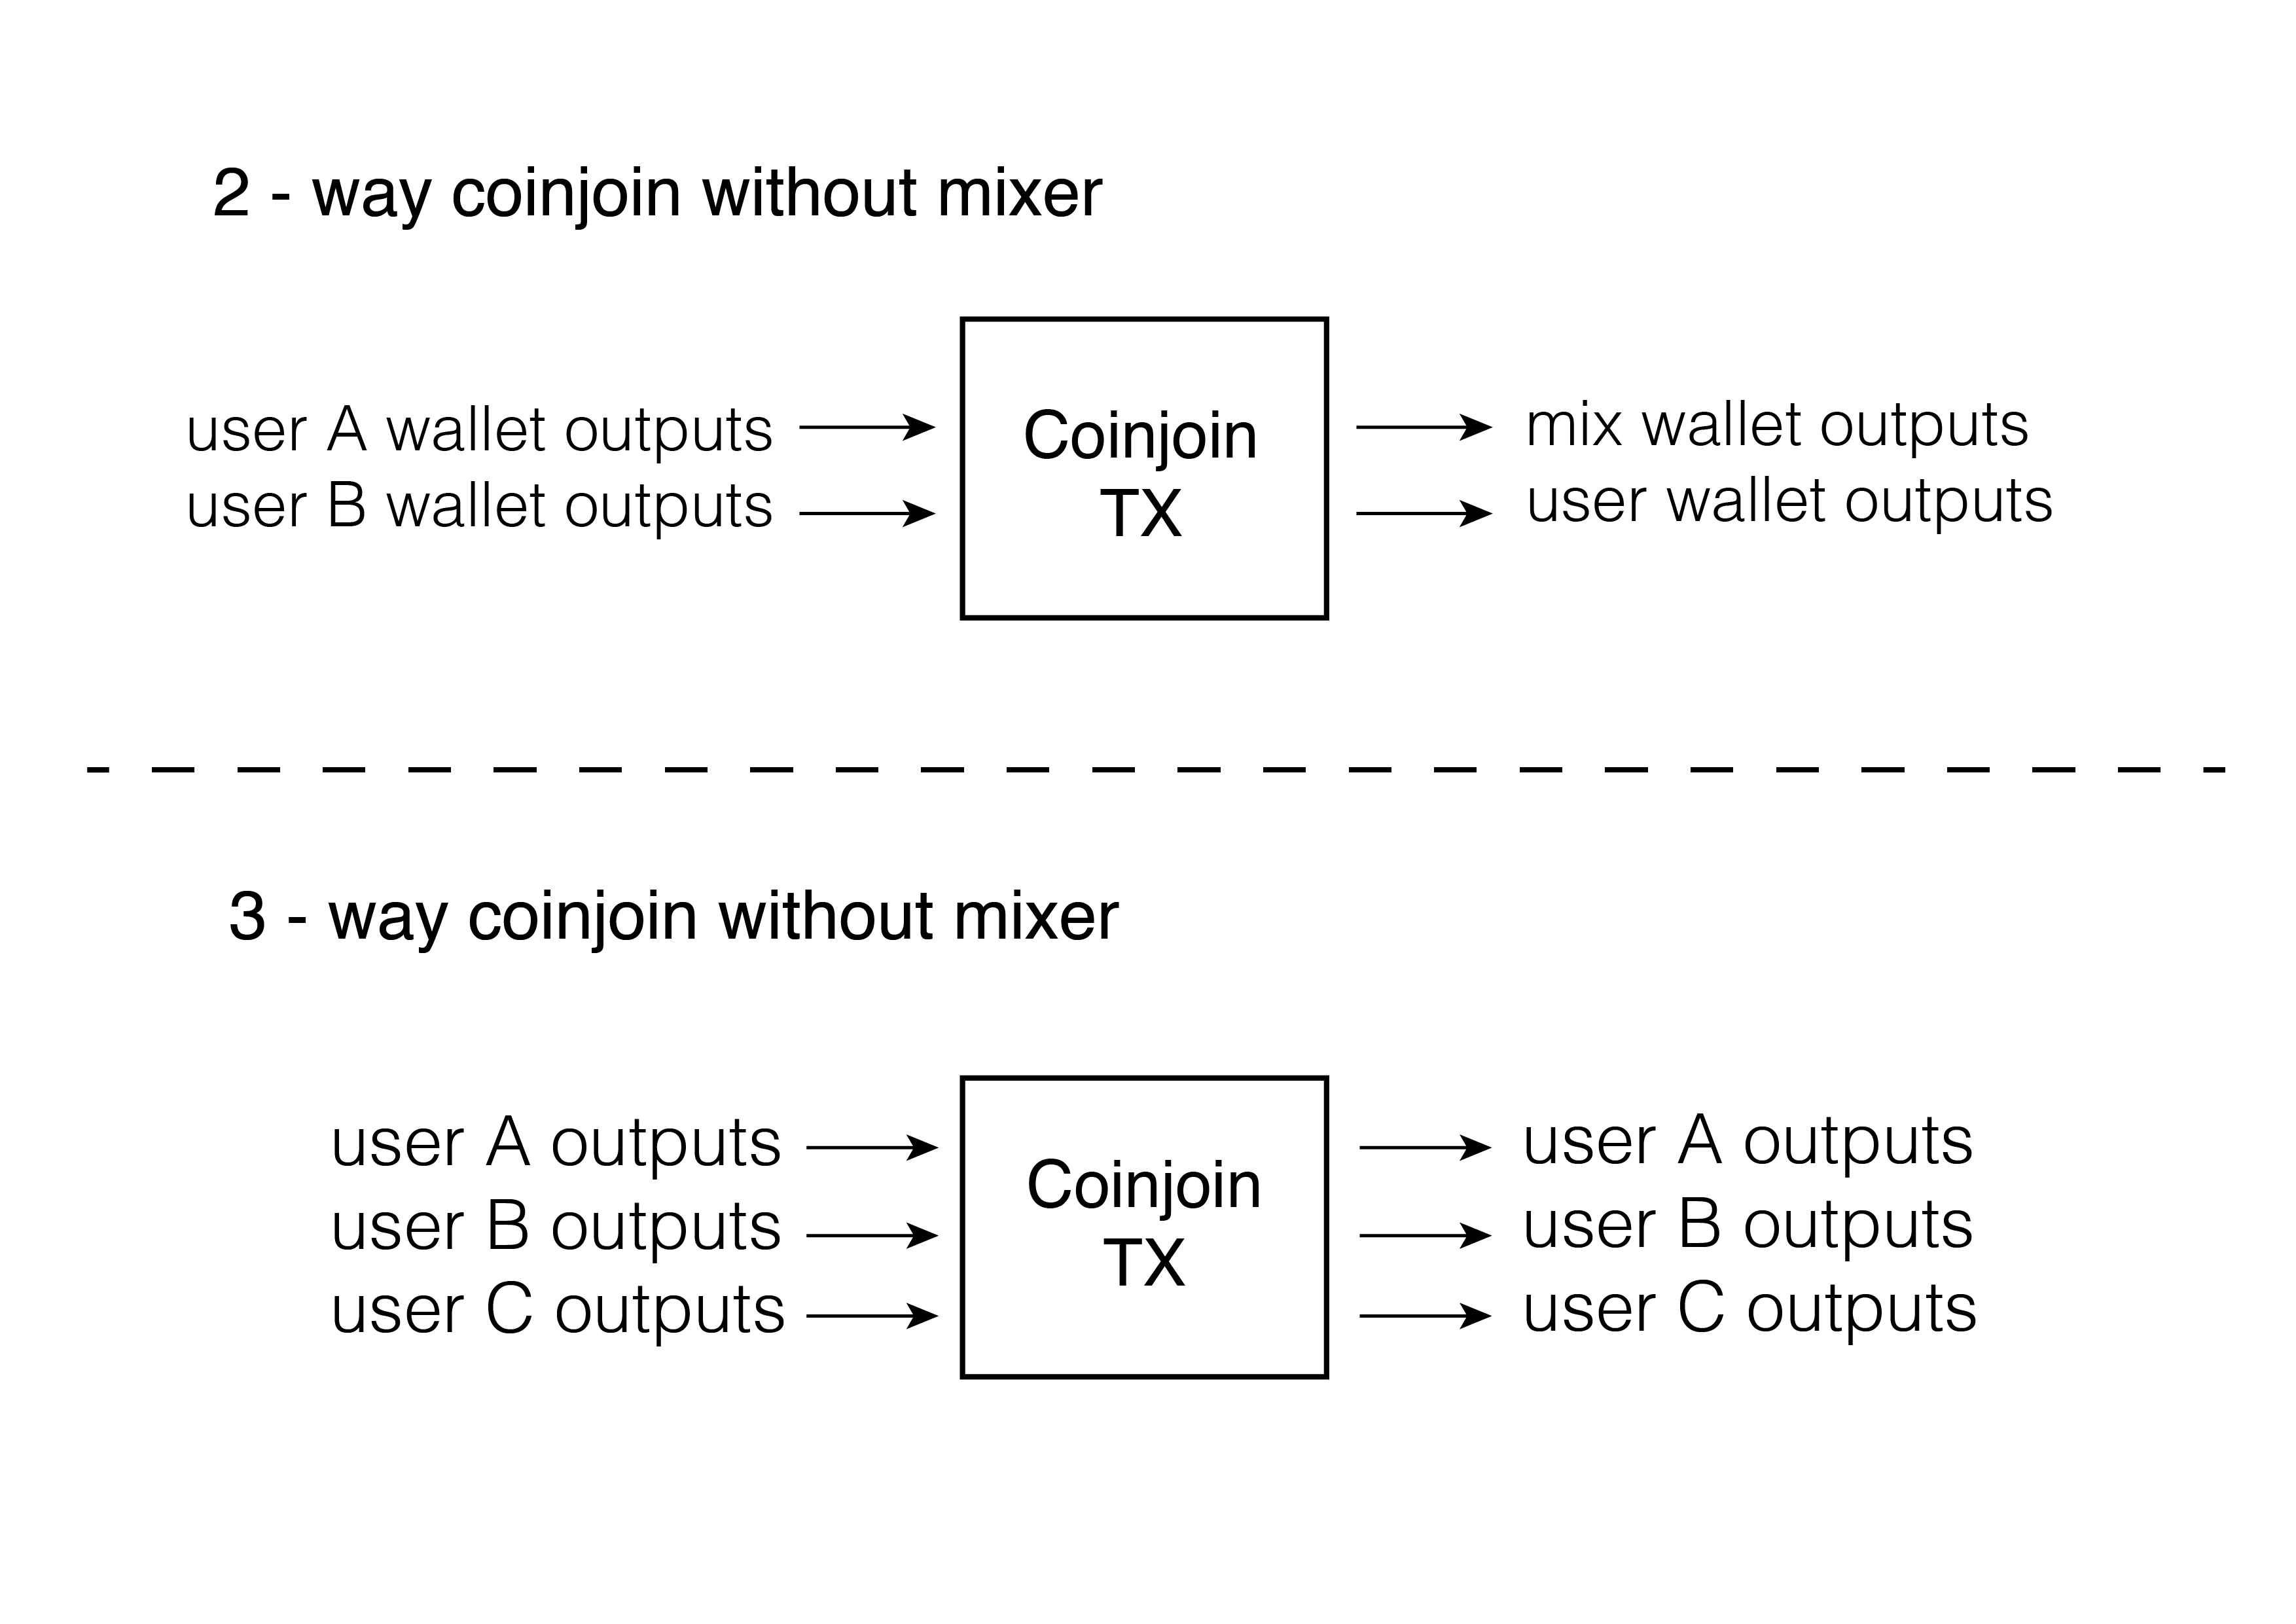 2 - way coinjoin without mixer
user A wallet outputs
user B wallet outputs
Coinjoin
TX
mix wallet outputs
user wallet outputs
3 - way coinjoin without mixer
user A outputs
user B outputs
user C outputs
Coinjoin
TX
user A outputs
user B outputs
user C outputs